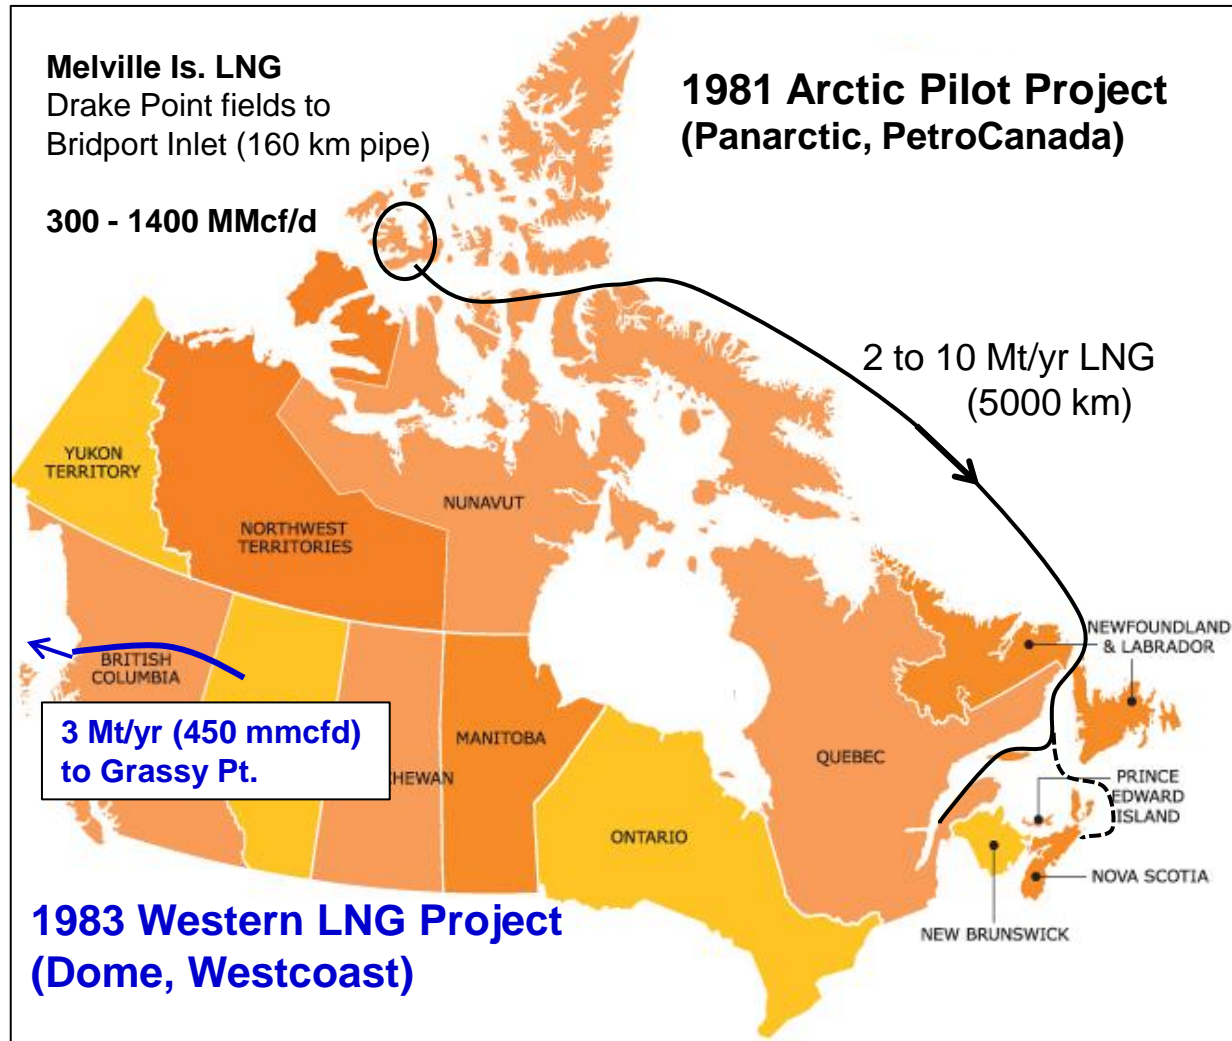 Melville Is. LNG
Drake Point fields to
Bridport Inlet (160 km pipe)
300 - 1400 MMcf/d
1981 Arctic Pilot Project
(Panarctic, PetroCanada)
2 to 10 Mt/yr LNG
(5000 km)
YUKON
TERRITORY
NORTHWEST
TERRITORIES
NUNAVUT
BRITISH
COLUMBIA
3 Mt/yr (450 mmcfd)
to Grassy Pt.
CHEWAN
MANITOBA
ONTARIO
QUEBEC
NEWFOUNDLAND
& LABRADOR
PRINCE
EDWARD
ISLAND
NOVA SCOTIA
NEW BRUNSWICK
1983 Western LNG Project
(Dome, Westcoast)